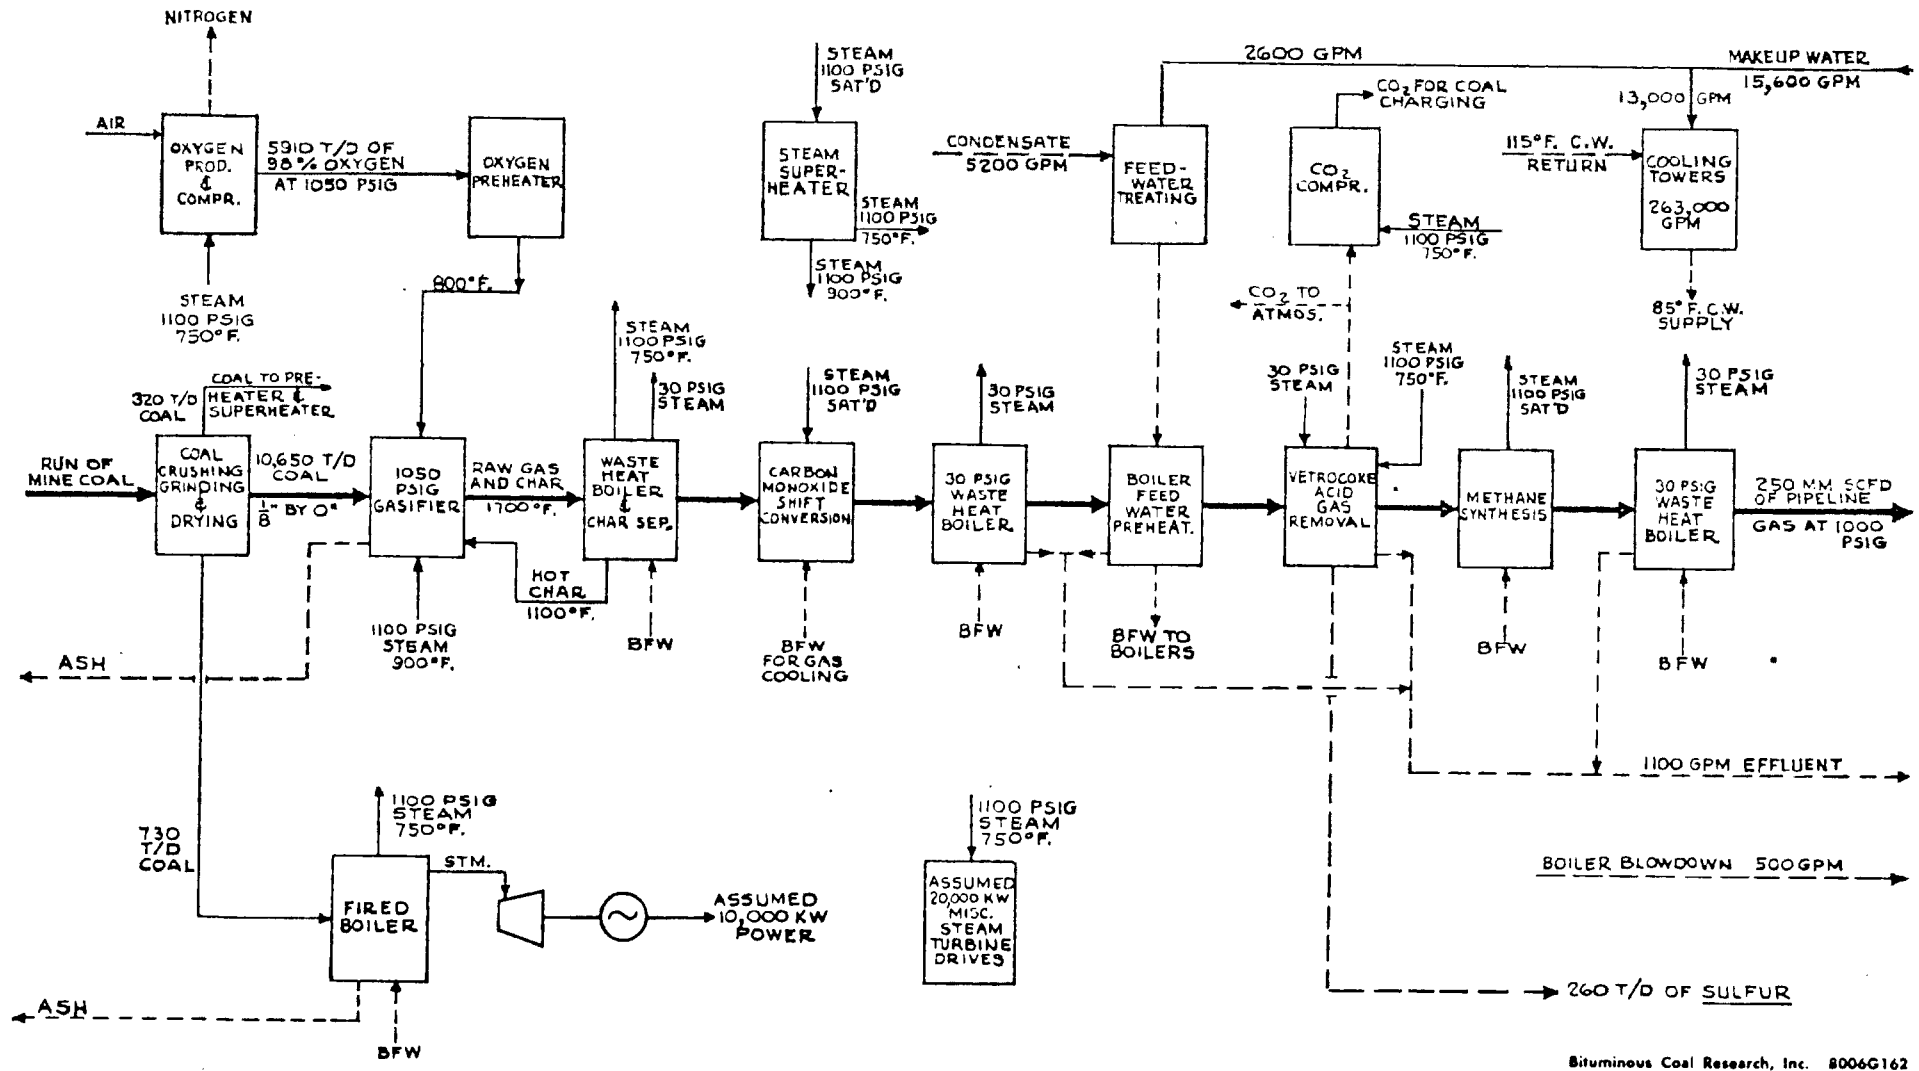 NITROGEN
AIR
OXYGEN
PROD.
&
COMPR.
5910 T/D OF
98% OXYGEN
AT 1050 PSIG
OXYGEN
PREHEATER
STEAM
1100 PSIG
750°F.
800°F.
STEAM
1100 PSIG
SAT'D
STEAM
SUPER-
HEATER
STEAM
1100 PSIG
750°F.
STEAM
1100 PSIG
900°F.
2600 GPM
MAKEUP WATER
15,600 GPM
CO2 FOR COAL
CHARGING
13,000 GPM
CONDENSATE
5200 GPM
FEED-
WATER
TREATING
CO2
COMPR.
115°F. C.W.
RETURN
COOLING
TOWERS
263,000
GPM
STEAM
1100 PSIG
750°F.
CO2 TO
ATMOS.
85°F. C.W.
SUPPLY
320 T/D
COAL
COAL TO PRE-
HEATER &
SUPERHEATER
STEAM
1100 PSIG
750°F.
30 PSIG
STEAM
STEAM
1100 PSIG
SAT'D
30 PSIG
STEAM
30 PSIG
STEAM
STEAM
1100 PSIG
750°F.
STEAM
1100 PSIG
SAT'D
30 PSIG
STEAM
RUN OF
MINE COAL
COAL
CRUSHING
GRINDING
&
DRYING
10,650 T/D
COAL
1/8" BY 0"
1050
PSIG
GASIFIER
RAW GAS
AND CHAR
1700°F.
WASTE
HEAT
BOILER
&
CHAR SEP.
CARBON
MONOXIDE
SHIFT
CONVERSION
30 PSIG
WASTE
HEAT
BOILER
BOILER
FEED
WATER
PREHEAT.
VETROCOKE
ACID
GAS
REMOVAL
METHANE
SYNTHESIS
30 PSIG
WASTE
HEAT
BOILER
250 MM SCFD
OF PIPELINE
GAS AT 1000
PSIG
HOT
CHAR
1100°F.
1100 PSIG
STEAM
900°F.
BFW
BFW
FOR GAS
COOLING
BFW
BFW TO
BOILERS
BFW
BFW
ASH
1100 GPM EFFLUENT
730
T/D
COAL
1100 PSIG
STEAM
750°F.
STM.
FIRED
BOILER
ASSUMED
10,000 KW
POWER
1100 PSIG
STEAM
750°F.
ASSUMED
20,000 KW
MISC.
STEAM
TURBINE
DRIVES
BOILER BLOWDOWN 500 GPM
260 T/D OF SULFUR
ASH
BFW
Bituminous Coal Research, Inc. 8006G162